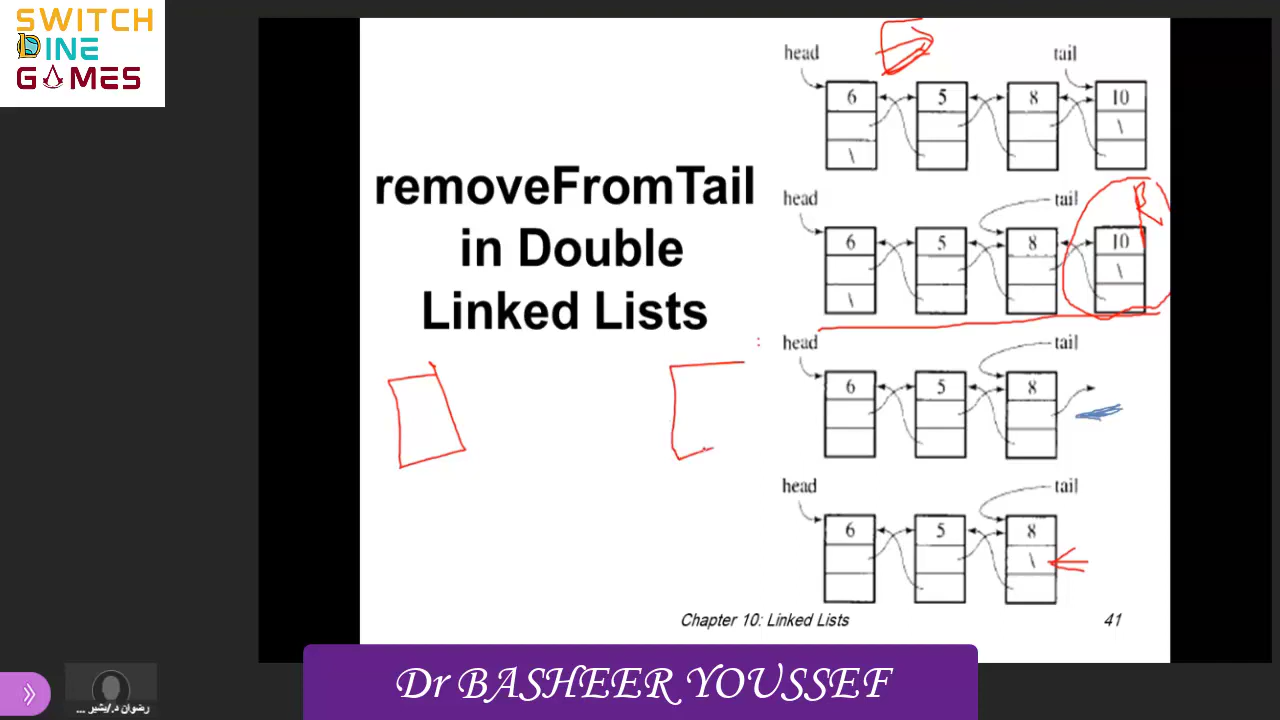 SWITCH
DINE
GAMES
removeFromTail
in Double
Linked Lists
head
tail
6 5 8 10
\
\
head
tail
6 5 8 10
\
\
head
tail
6 5 8
head
tail
6 5 8
\
Chapter 10: Linked Lists
41
Dr BASHEER YOUSSEF
رضوان د./بشير ...